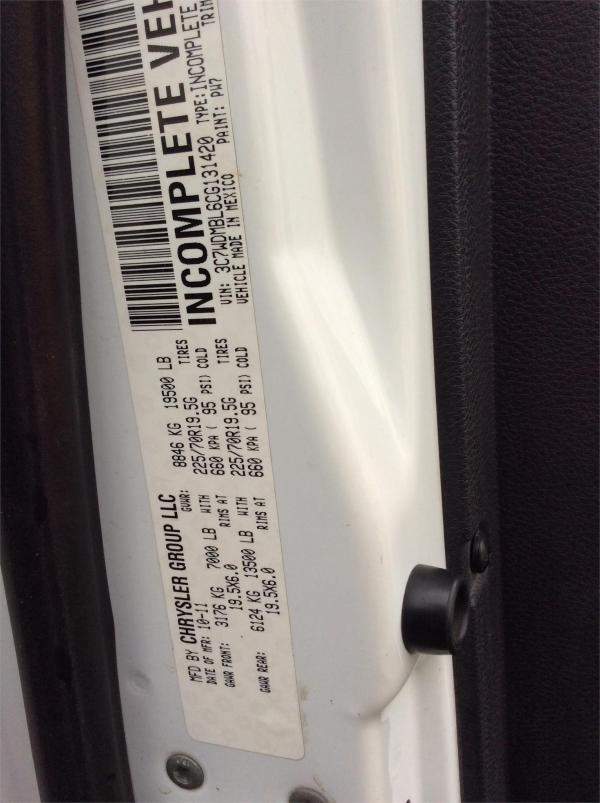 MFD BY CHRYSLER GROUP LLC
DATE OF MFR: 10-11 GVWR: 8846 KG 19500 LB
GAWR FRONT: 3176 KG 7000 LB WITH 225/70R19.5G TIRES
19.5X6.0 RIMS AT 660 KPA ( 95 PSI) COLD
GAWR REAR: 6124 KG 13500 LB WITH 225/70R19.5G TIRES
19.5X6.0 RIMS AT 660 KPA ( 95 PSI) COLD
INCOMPLETE VEH
VIN: 3C7WDMBL6CG131420 TYPE: INCOMPLETE
VEHICLE MADE IN MEXICO PAINT: PW7 TRIM